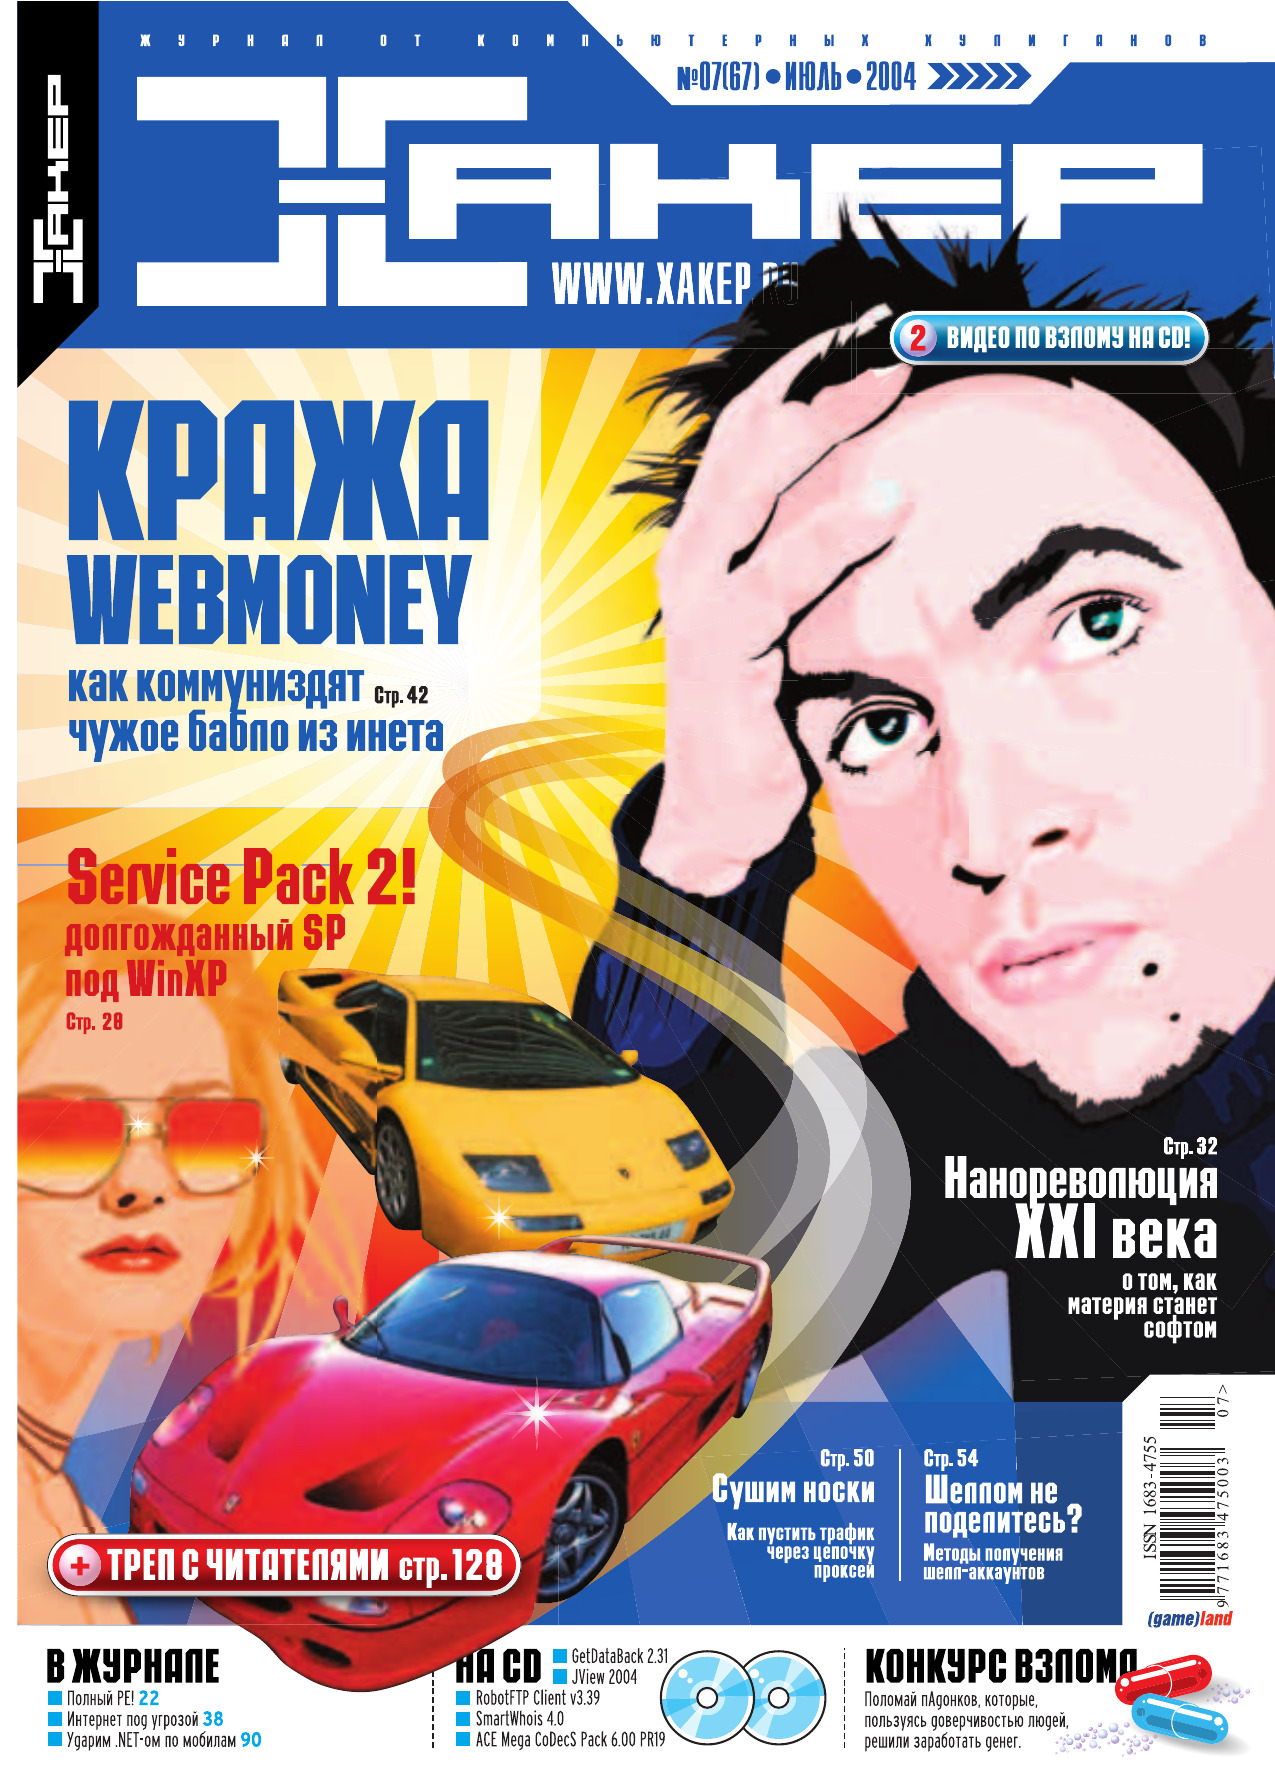 ЖУРНАЛ ОТ КОМПЬЮТЕРНЫХ ХУЛИГАНОВ
№07(67) • ИЮЛЬ • 2004
ХАКЕР
ХАКЕР
WWW.XAKEP.RU
2 ВИДЕО ПО ВЗЛОМУ НА CD!
КРАЖА
WEBMONEY
как коммуниздят Стр. 42
чужое бабло из инета
Service Pack 2!
долгожданный SP
под WinXP
Стр. 28
Стр. 32
Нанореволюция
XXI века
о том, как
материя станет
софтом
Стр. 50
Сушим носки
Как пустить трафик
через цепочку
проксей
Стр. 54
Шеллом не
поделитесь?
Методы получения
шелл-аккаунтов
ISSN 1683-4755
9771683475003
07>
(game)land
+ ТРЕП С ЧИТАТЕЛЯМИ стр. 128
В ЖУРНАЛЕ
Полный PE! 22
Интернет под угрозой 38
Ударим .NET-ом по мобилам 90
НА CD
GetDataBack 2.31
JView 2004
RobotFTP Client v3.39
SmartWhois 4.0
ACE Mega CoDecS Pack 6.00 PR19
КОНКУРС ВЗЛОМА
Поломай пАдонков, которые,
пользуясь доверчивостью людей,
решили заработать денег.